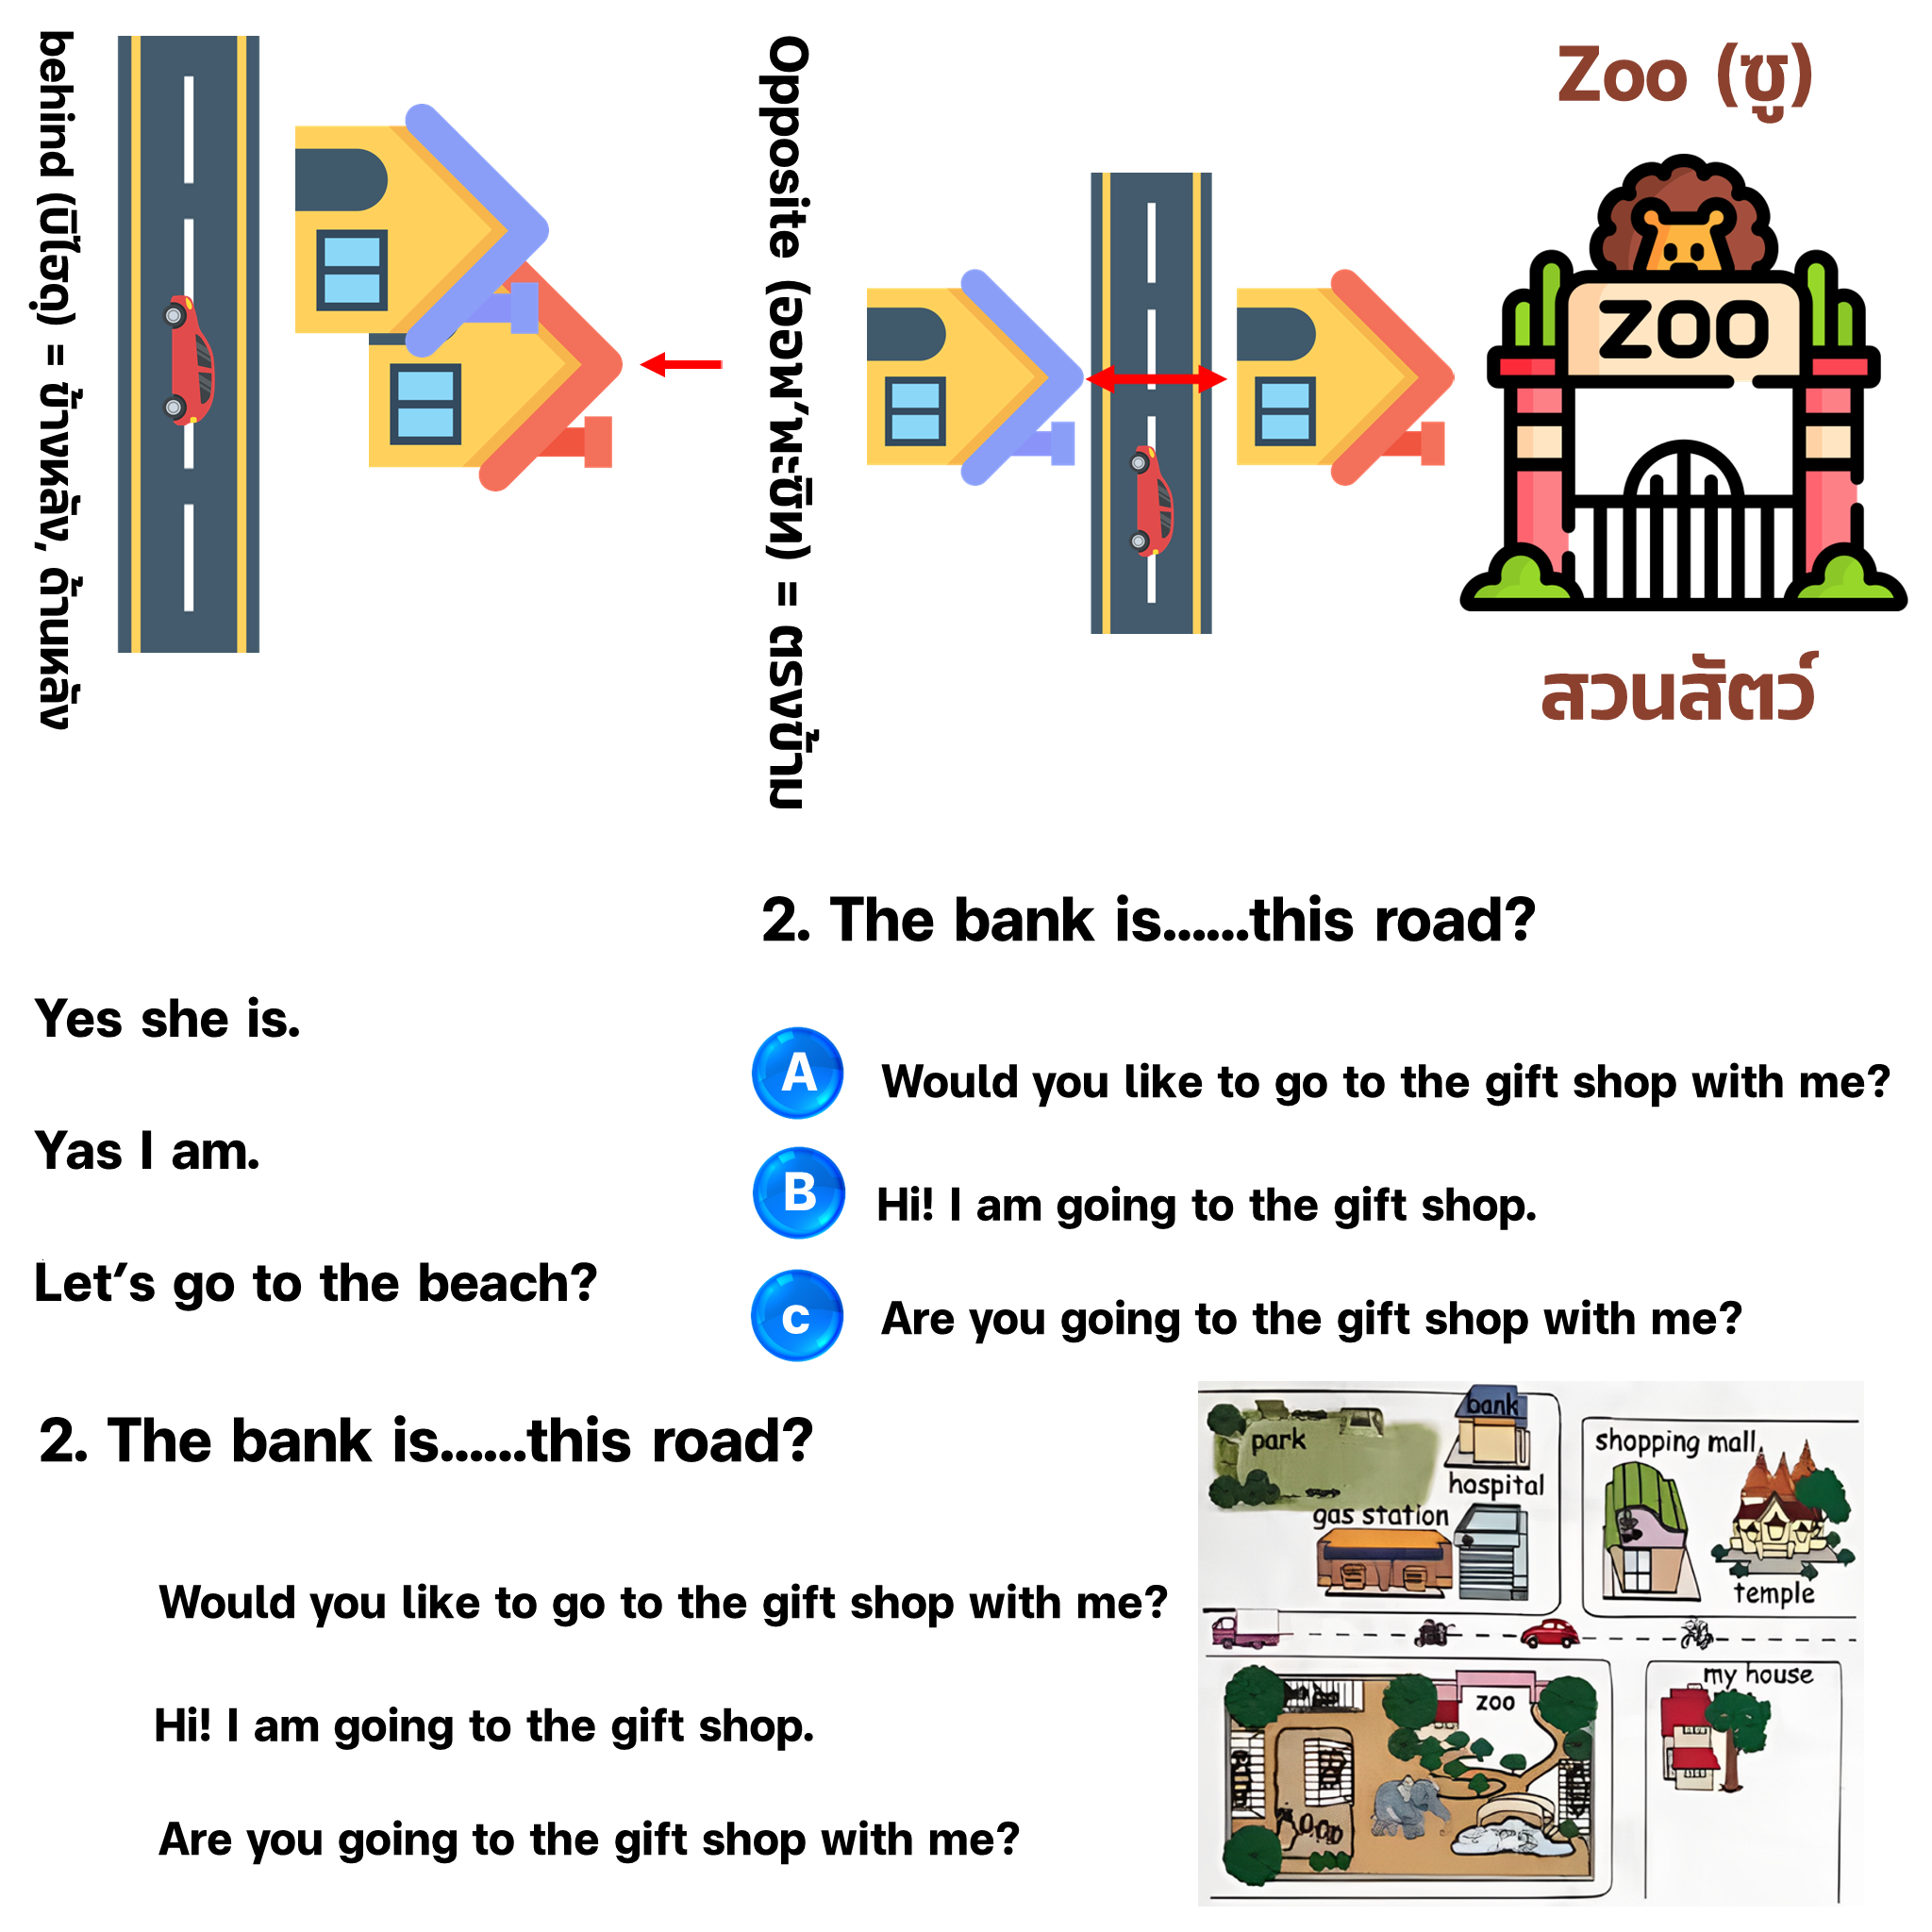 behind (บิไฮดฺ) = ข้างหลัง, ด้านหลัง
Opposite (ออพ’พะซิท) = ตรงข้าม
Zoo (ซู)
ZOO
สวนสัตว์
2. The bank is......this road?
Yes she is.
Yas I am.
Let’s go to the beach?
A Would you like to go to the gift shop with me?
B Hi! I am going to the gift shop.
c Are you going to the gift shop with me?
2. The bank is......this road?
Would you like to go to the gift shop with me?
Hi! I am going to the gift shop.
Are you going to the gift shop with me?
bank
park
shopping mall
hospital
gas station
temple
my house
zoo